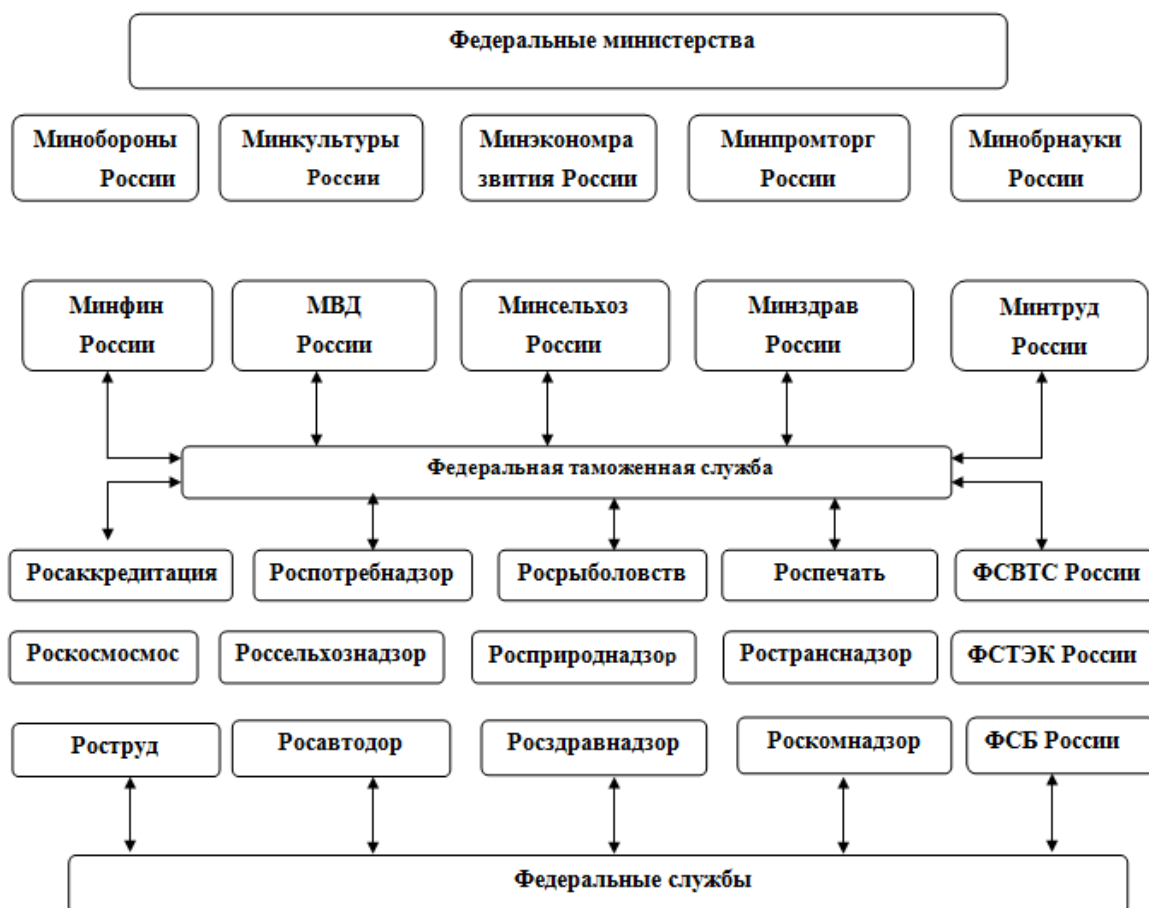 Федеральные министерства
Минобороны
России
Минкультуры
России
Минэкономра
звития России
Минпромторг
России
Минобрнауки
России
Минфин
России
МВД
России
Минсельхоз
России
Минздрав
России
Минтруд
России
Федеральная таможенная служба
Росаккредитация
Роспотребнадзор
Росрыболовств
Роспечать
ФСВТС России
Роскосмосмос
Россельхознадзор
Росприроднадзор
Ространснадзор
ФСТЭК России
Роструд
Росавтодор
Росздравнадзор
Роскомнадзор
ФСБ России
Федеральные службы